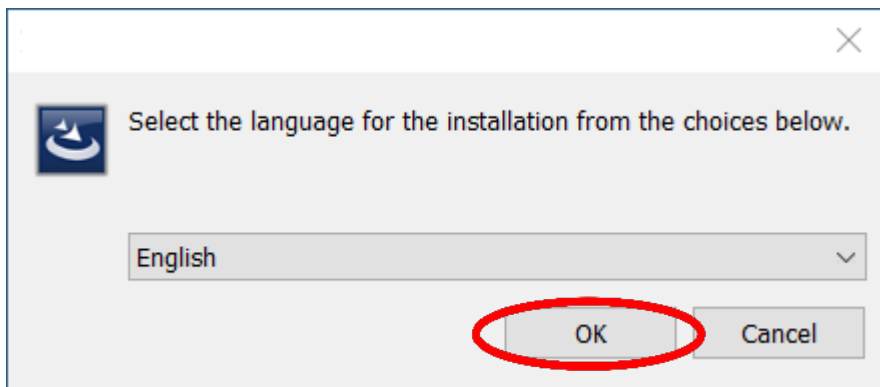 Select the language for the installation from the choices below.
English
OK
Cancel